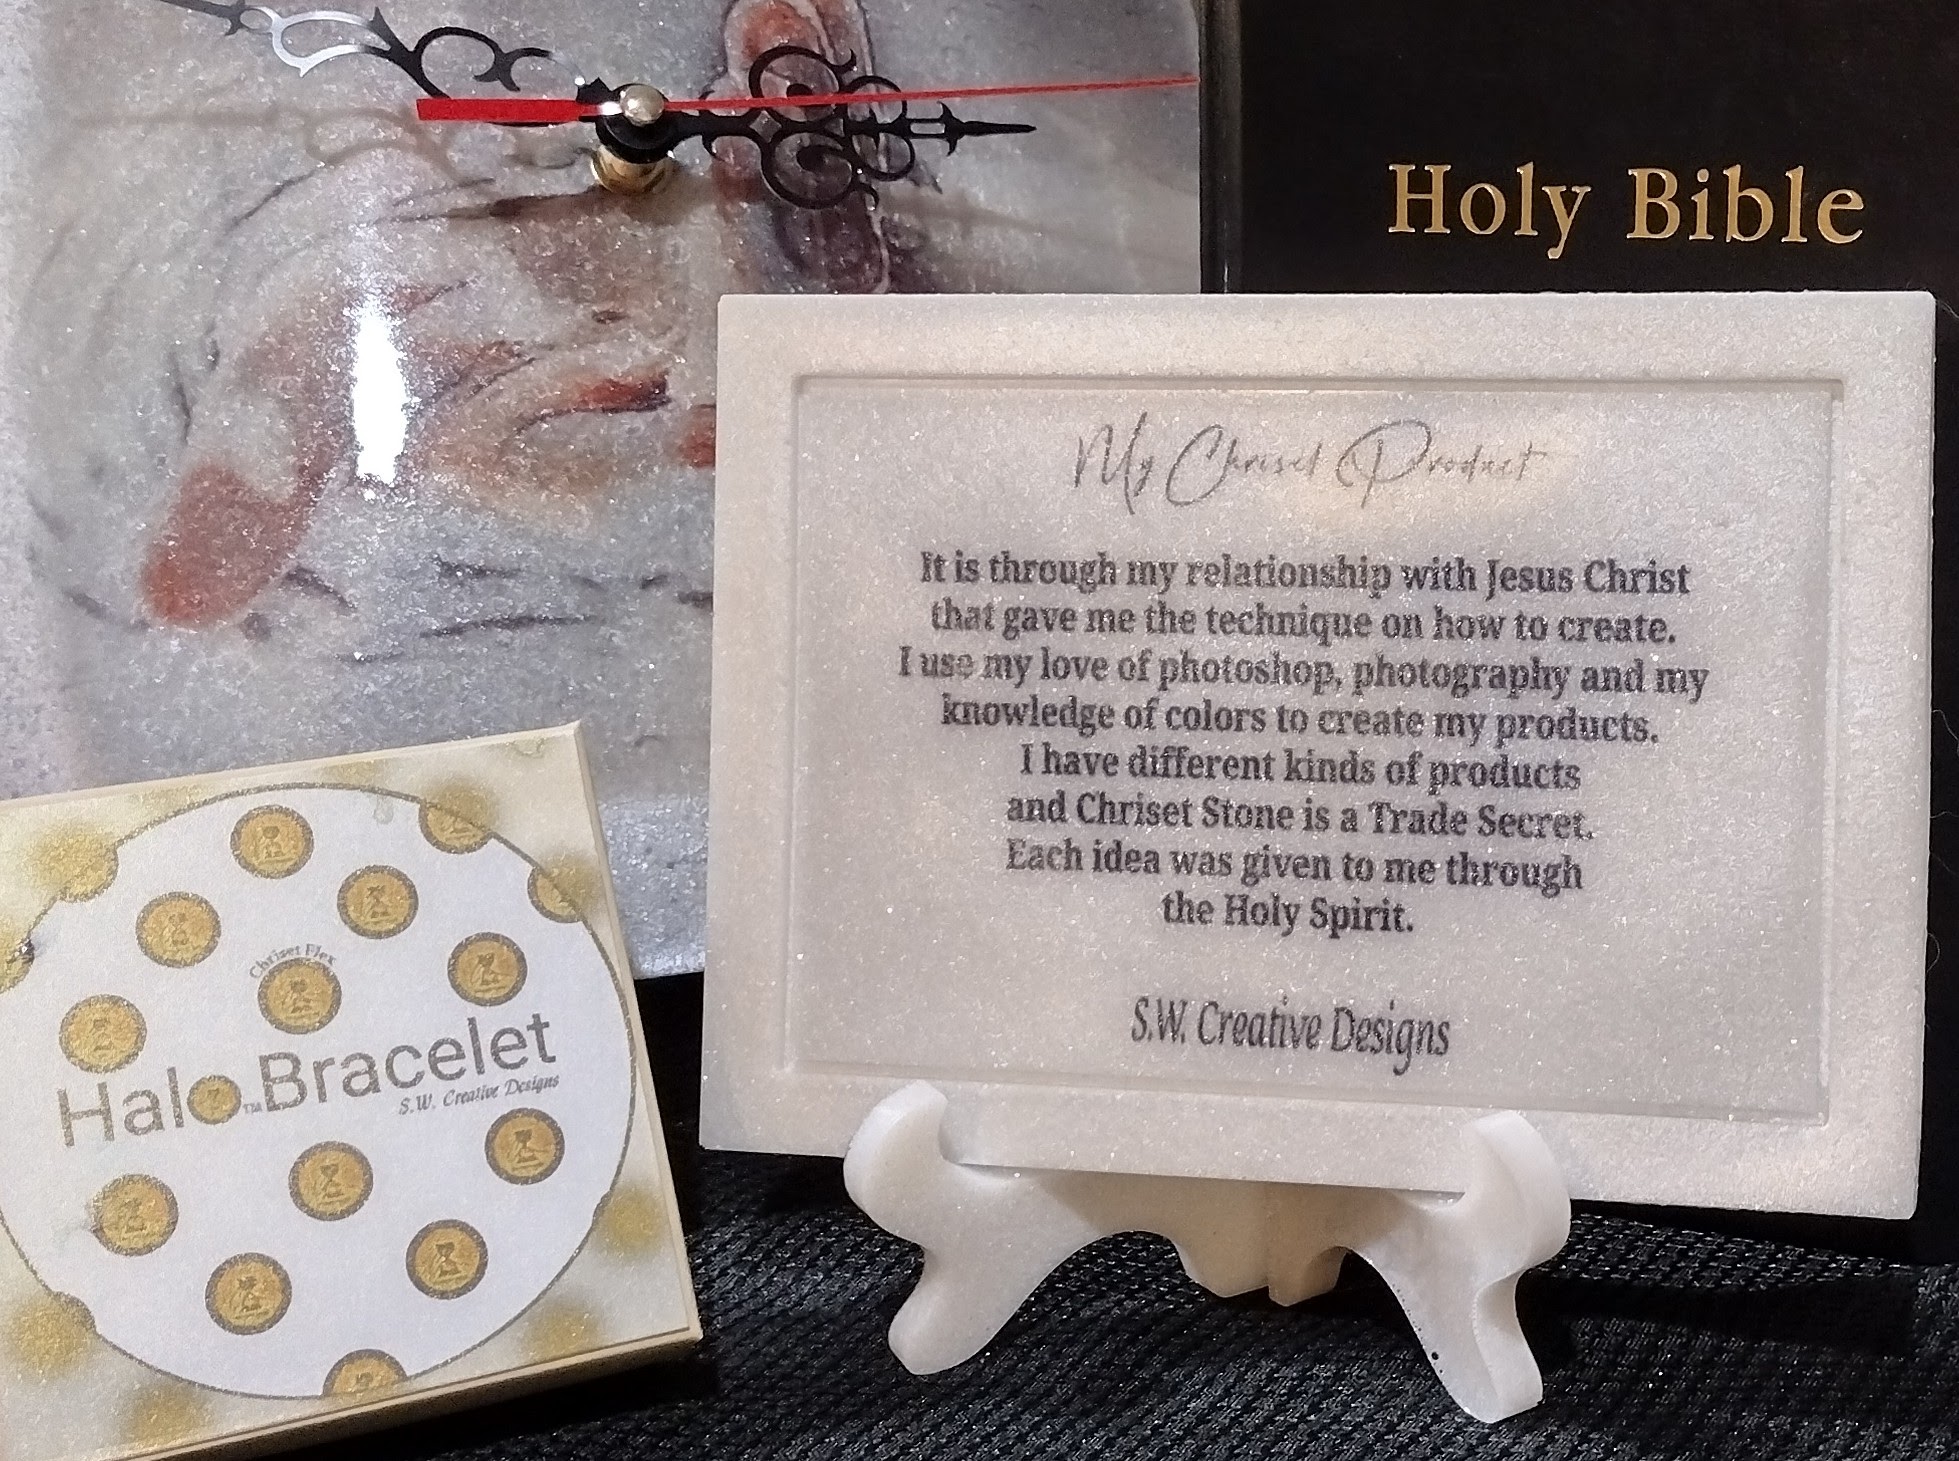 Holy Bible
My Chriset Product
It is through my relationship with Jesus Christ
that gave me the technique on how to create.
I use my love of photoshop, photography and my
knowledge of colors to create my products.
I have different kinds of products
and Chriset Stone is a Trade Secret.
Each idea was given to me through
the Holy Spirit.
S.W. Creative Designs
Chriset Flex
Halo™ Bracelet
S.W. Creative Designs